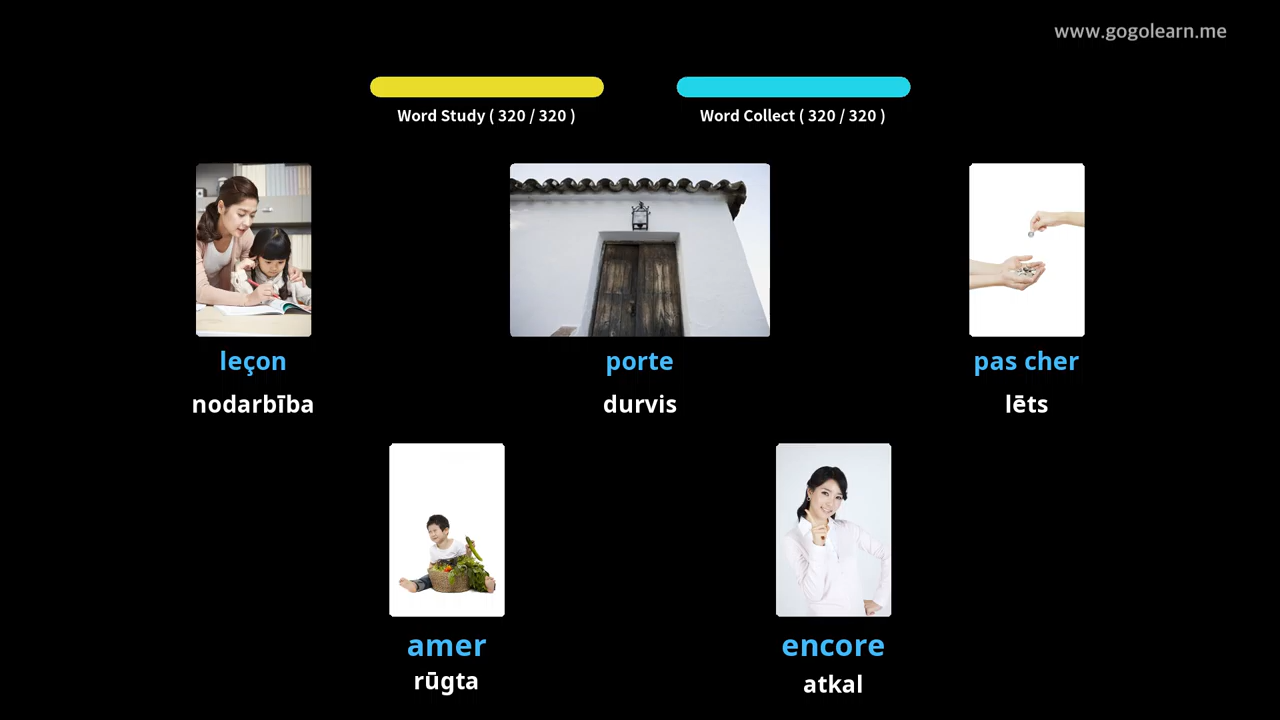 www.gogolearn.me
Word Study ( 320 / 320 )
Word Collect ( 320 / 320 )
leçon
nodarbība
porte
durvis
pas cher
lēts
amer
rūgta
encore
atkal